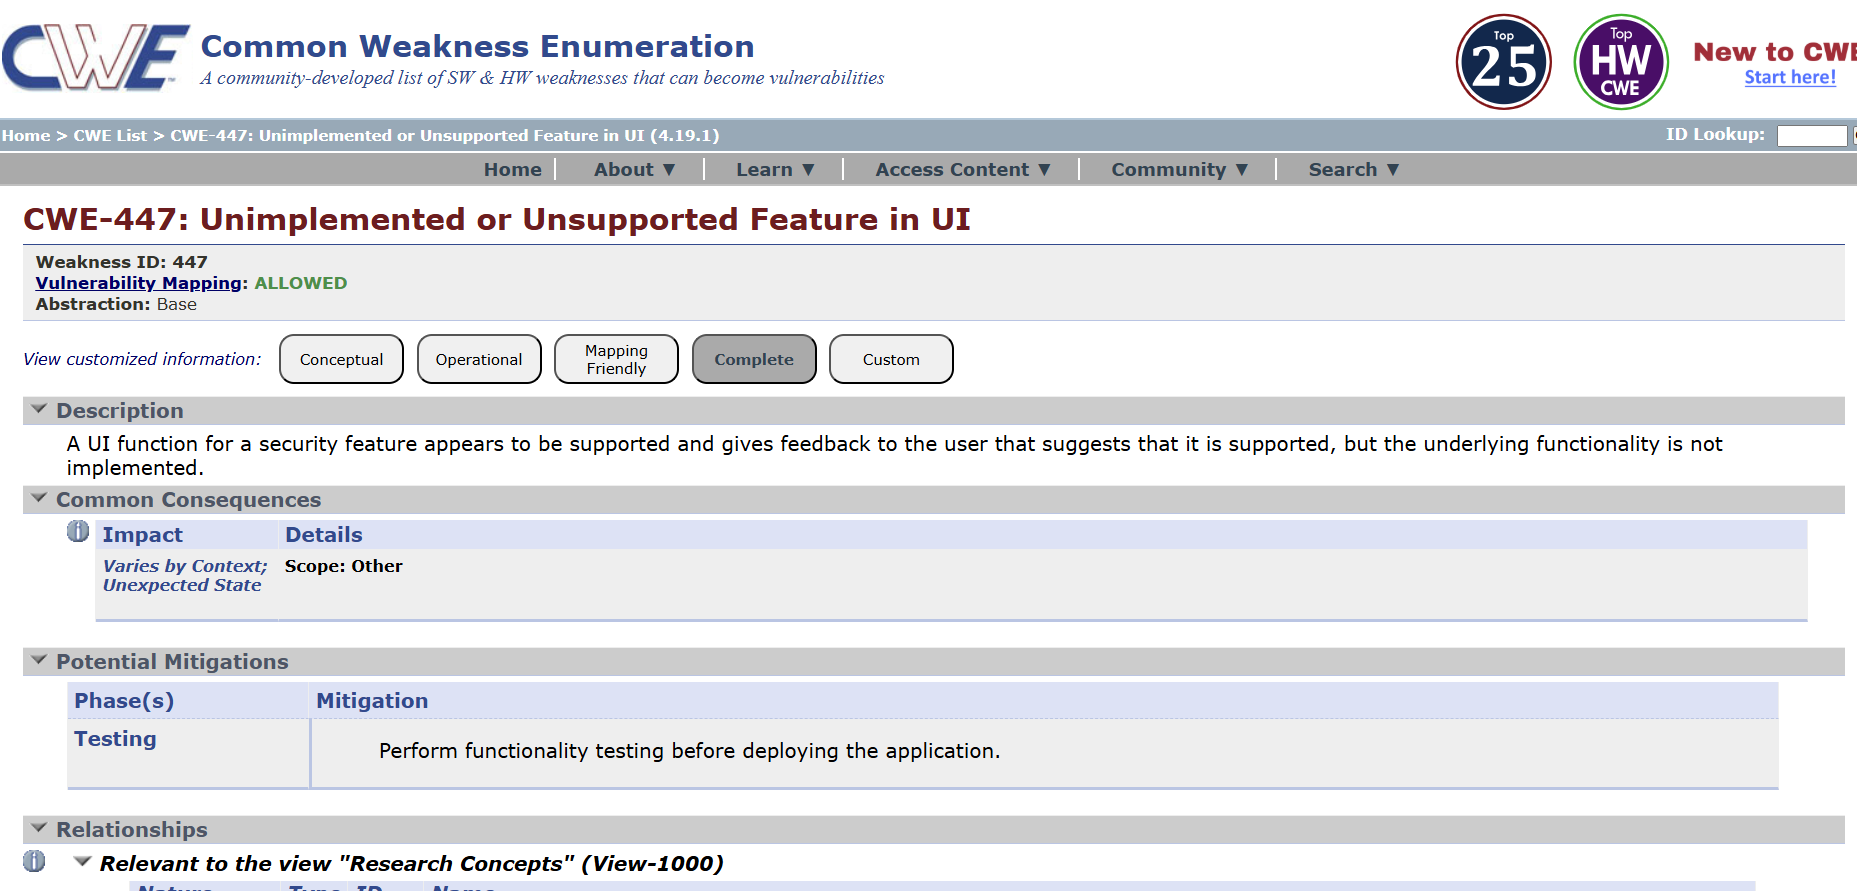 CWE
Common Weakness Enumeration
A community-developed list of SW & HW weaknesses that can become vulnerabilities
Top
25
Top
HW
CWE
New to CWE
Start here!
Home > CWE List > CWE-447: Unimplemented or Unsupported Feature in UI (4.19.1)
ID Lookup:
Home
About ▼
Learn ▼
Access Content ▼
Community ▼
Search ▼
CWE-447: Unimplemented or Unsupported Feature in UI
Weakness ID: 447
Vulnerability Mapping: ALLOWED
Abstraction: Base
View customized information:
Conceptual
Operational
Mapping
Friendly
Complete
Custom
Description
A UI function for a security feature appears to be supported and gives feedback to the user that suggests that it is supported, but the underlying functionality is not
implemented.
Common Consequences
Impact Details
Varies by Context; Scope: Other
Unexpected State
Potential Mitigations
Phase(s) Mitigation
Testing
Perform functionality testing before deploying the application.
Relationships
Relevant to the view "Research Concepts" (View-1000)
Nature Type ID Name